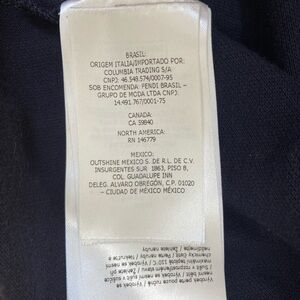 BRASIL:
ORIGEM ITALIA/IMPORTADO POR:
COLUMBIA TRADING S/A
CNPJ: 46.548.574/0007-95
SOB ENCOMENDA: FENDI BRASIL –
GRUPO DE MODA LTDA CNPJ:
14.491.767/0001-75
CANADA:
CA 59840
NORTH AMERICA:
RN 146779
MEXICO:
OUTSHINE MEXICO S. DE R.L. DE C.V.
INSURGENTES SUR 1863, PISO 8,
COL. GUADALUPE INN
DELEG. ALVARO OBREGÓN, C.P. 01020
– CIUDAD DE MÉXICO MÉXICO